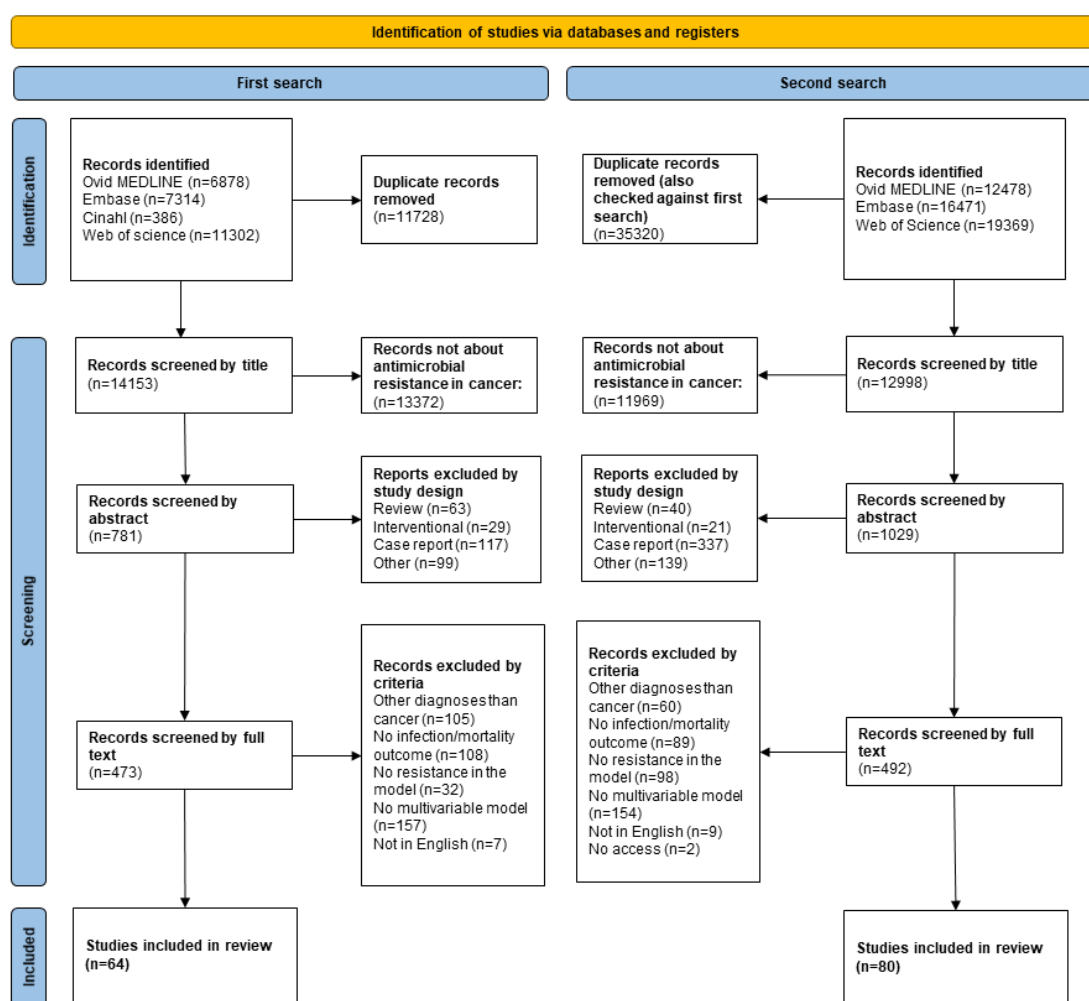 Identification of studies via databases and registers
First search
Second search
Identification
Records identified
Ovid MEDLINE (n=6878)
Embase (n=7314)
Cinahl (n=386)
Web of science (n=11302)
Duplicate records
removed
(n=11728)
Duplicate records
removed (also
checked against first
search)
(n=35320)
Records identified
Ovid MEDLINE (n=12478)
Embase (n=16471)
Web of Science (n=19369)
Screening
Records screened by title
(n=14153)
Records not about
antimicrobial
resistance in cancer:
(n=13372)
Records not about
antimicrobial
resistance in cancer:
(n=11969)
Records screened by title
(n=12998)
Records screened by
abstract
(n=781)
Reports excluded by
study design
Review (n=63)
Interventional (n=29)
Case report (n=117)
Other (n=99)
Reports excluded by
study design
Review (n=40)
Interventional (n=21)
Case report (n=337)
Other (n=139)
Records screened by
abstract
(n=1029)
Records screened by full
text
(n=473)
Records excluded by
criteria
Other diagnoses than
cancer (n=105)
No infection/mortality
outcome (n=108)
No resistance in the
model (n=32)
No multivariable model
(n=157)
Not in English (n=7)
Records excluded by
criteria
Other diagnoses than
cancer (n=60)
No infection/mortality
outcome (n=89)
No resistance in the
model (n=98)
No multivariable model
(n=154)
Not in English (n=9)
No access (n=2)
Records screened by full
text
(n=492)
Included
Studies included in review
(n=64)
Studies included in review
(n=80)